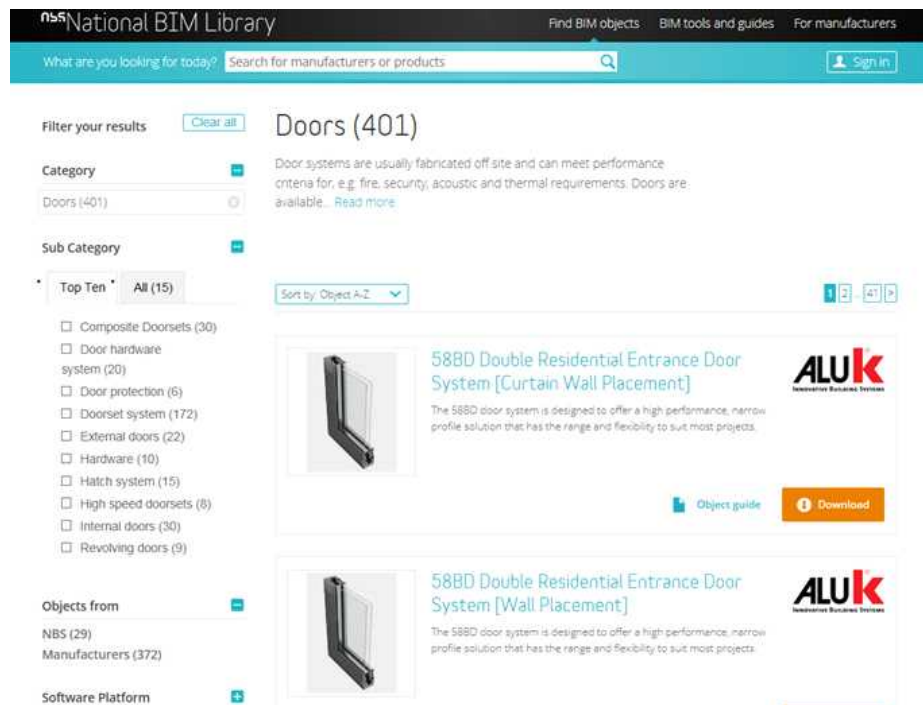 nbs National BIM Library
Find BIM objects BIM tools and guides For manufacturers
What are you looking for today? Search for manufacturers or products Sign in
Filter your results Clear all
Category
Doors (401)
Sub Category
Top Ten All (15)
Composite Doorsets (30)
Door hardware
system (20)
Door protection (6)
Doorset system (172)
External doors (22)
Hardware (10)
Hatch system (15)
High speed doorsets (8)
Internal doors (30)
Revolving doors (9)
Objects from
NBS (29)
Manufacturers (372)
Software Platform
Doors (401)
Door systems are usually fabricated off site and can meet performance
criteria for, e.g. fire, security, acoustic and thermal requirements. Doors are
available... Read more
Sort by: Object A-Z
1 2 .. 41 >
58BD Double Residential Entrance Door
System [Curtain Wall Placement]
The 58BD door system is designed to offer a high performance, narrow
profile solution that has the range and flexibility to suit most projects.
ALUK
Innovative Building Systems
Object guide Download
58BD Double Residential Entrance Door
System [Wall Placement]
The 58BD door system is designed to offer a high performance, narrow
profile solution that has the range and flexibility to suit most projects.
ALUK
Innovative Building Systems